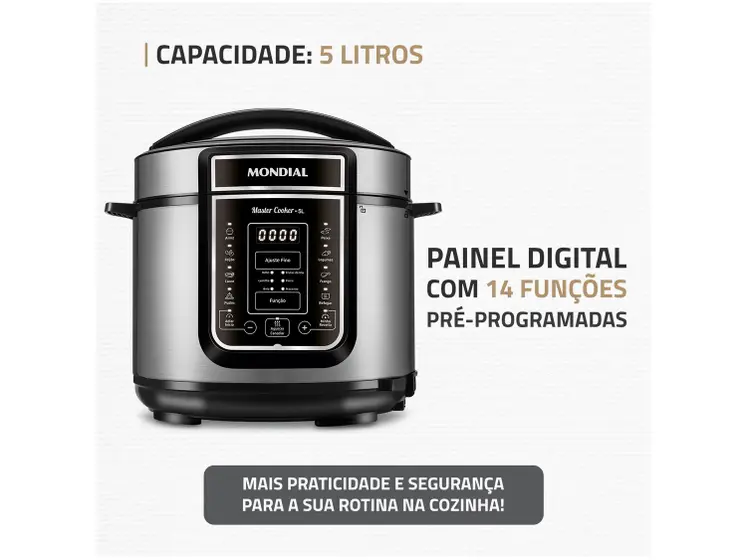 | CAPACIDADE: 5 LITROS
MONDIAL
Master Cooker • 5L
0000
Ajuste Fino
Função
PAINEL DIGITAL
COM 14 FUNÇÕES
PRÉ-PROGRAMADAS
MAIS PRATICIDADE E SEGURANÇA
PARA A SUA ROTINA NA COZINHA!